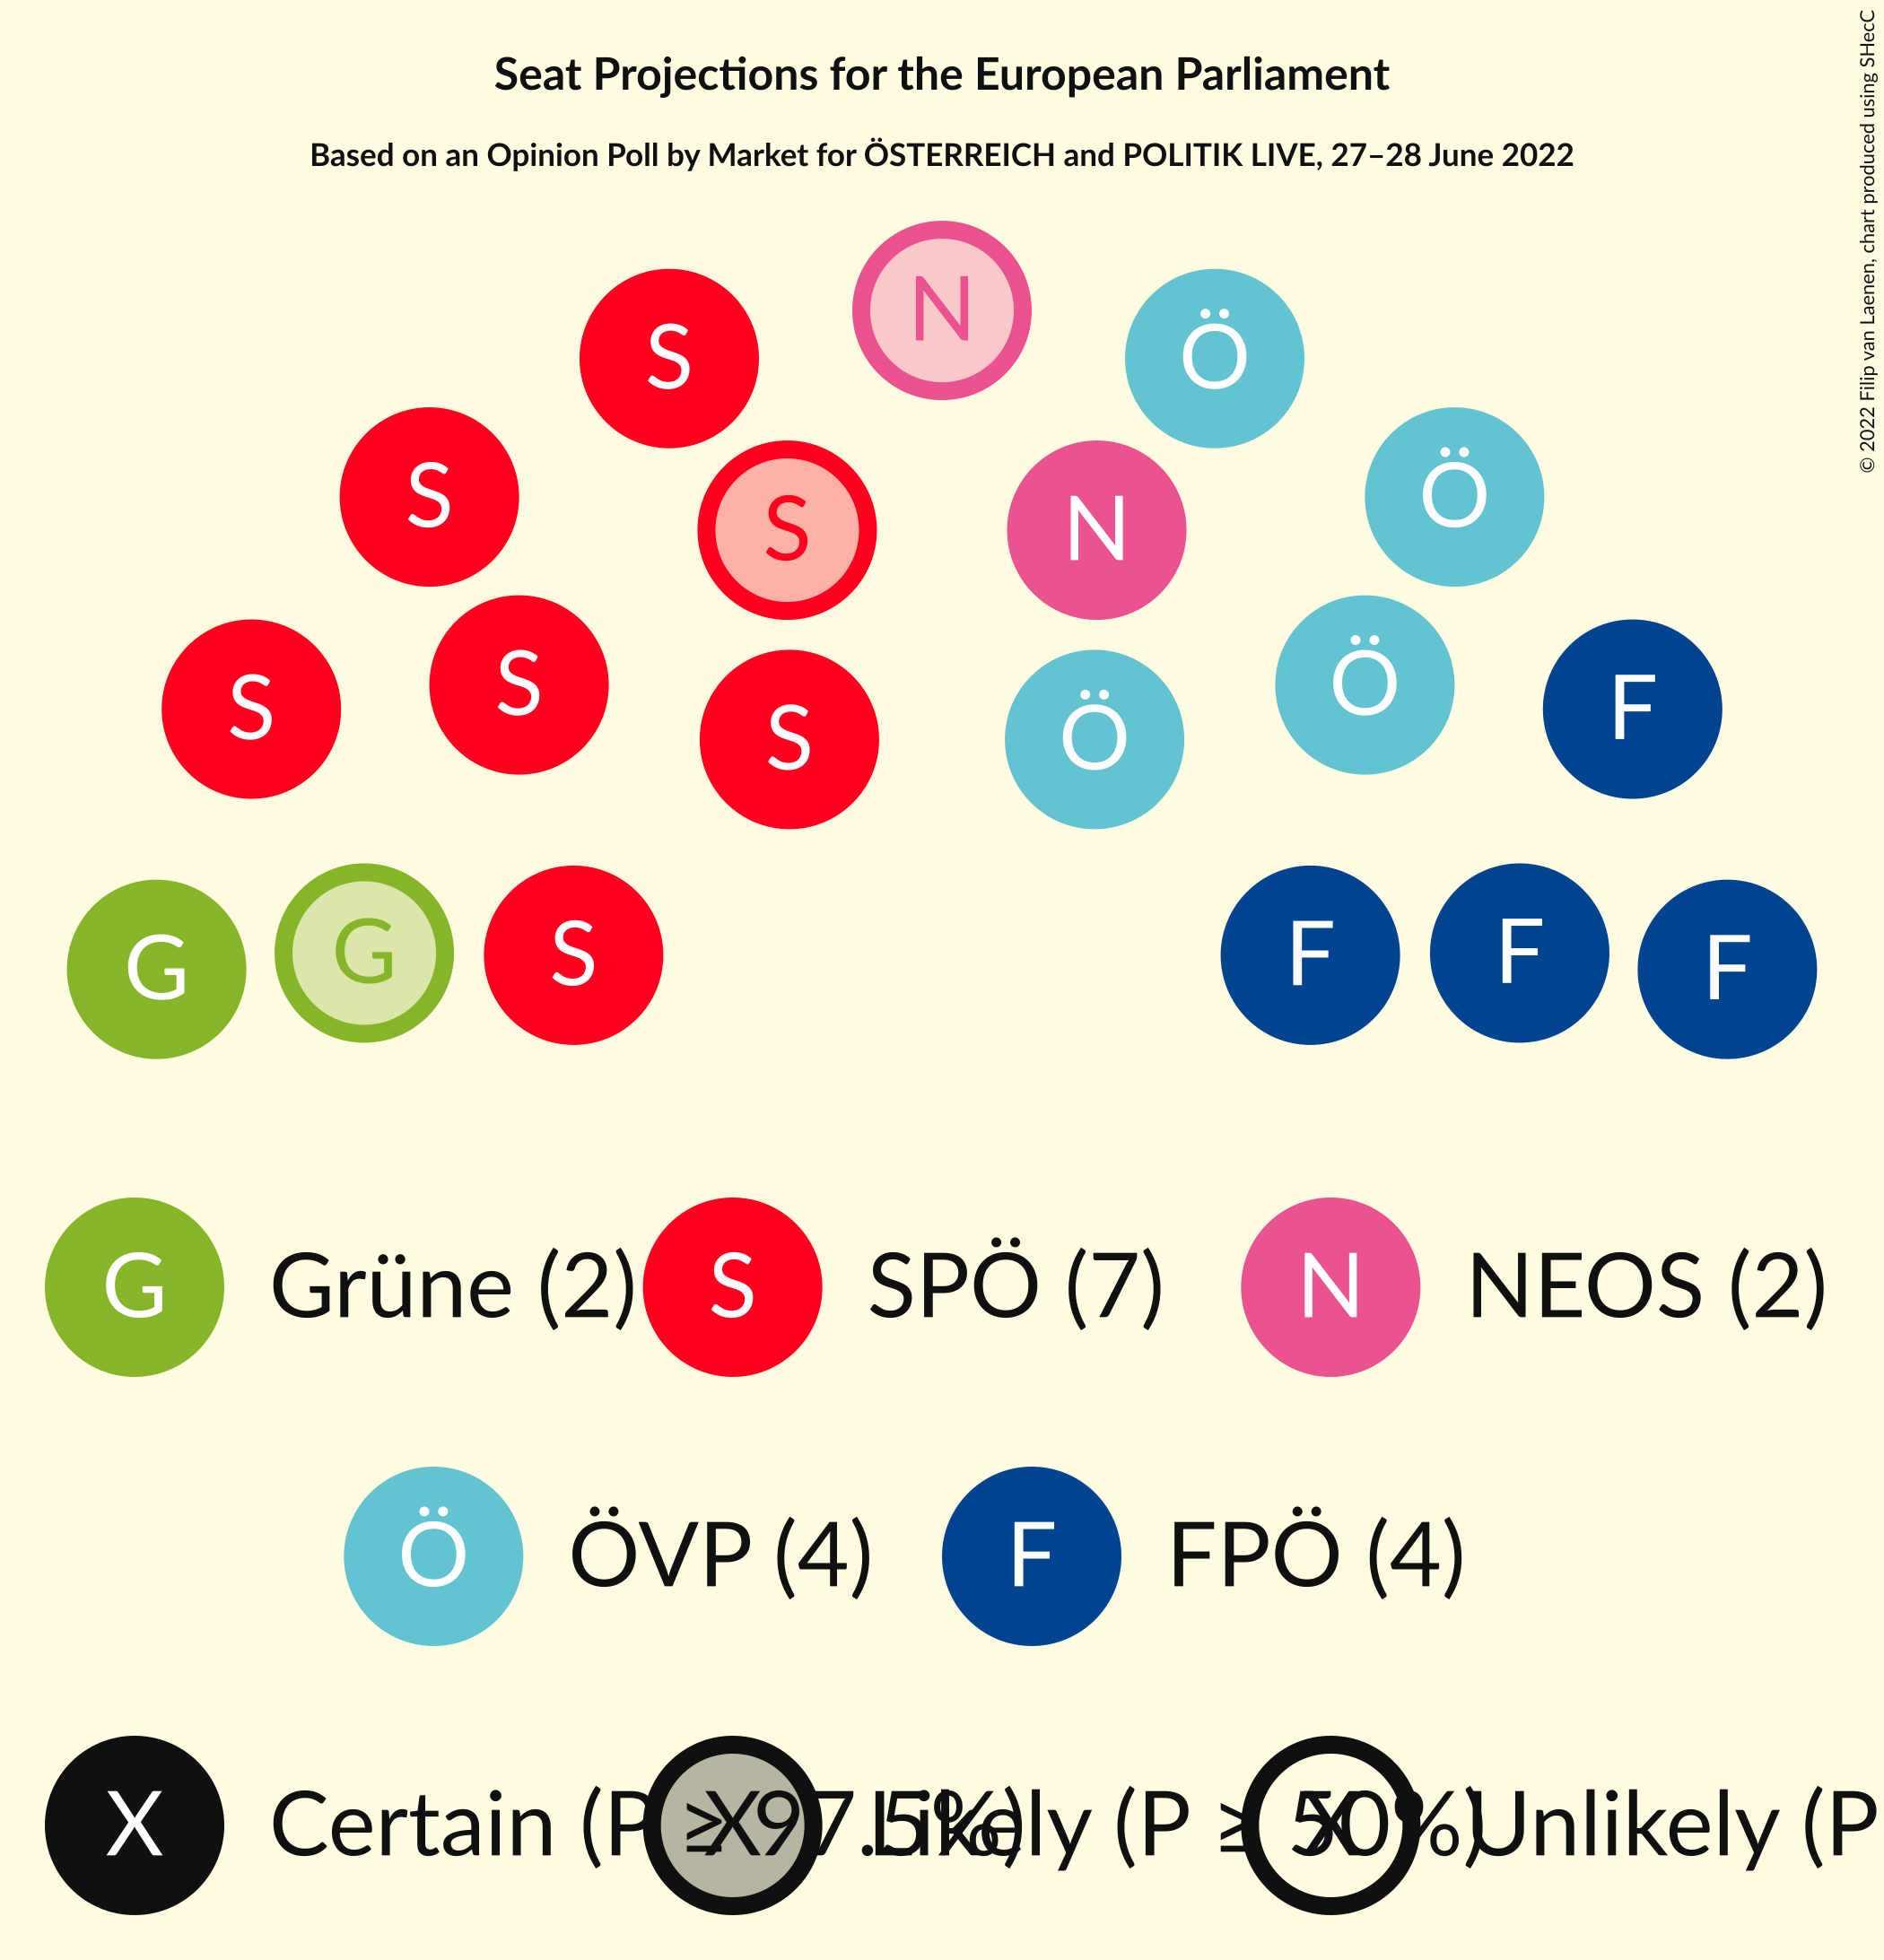 Seat Projections for the European Parliament
Based on an Opinion Poll by Market for ÖSTERREICH and POLITIK LIVE, 27–28 June 2022
© 2022 Filip van Laenen, chart produced using SHecC
N
S Ö
S Ö
S N
S S Ö F
S Ö
G G S F F F
G Grüne (2) S SPÖ (7) N NEOS (2)
Ö ÖVP (4) F FPÖ (4)
X Certain (P ≥ 97.5%) X Likely (P ≥ 50%) X Unlikely (P